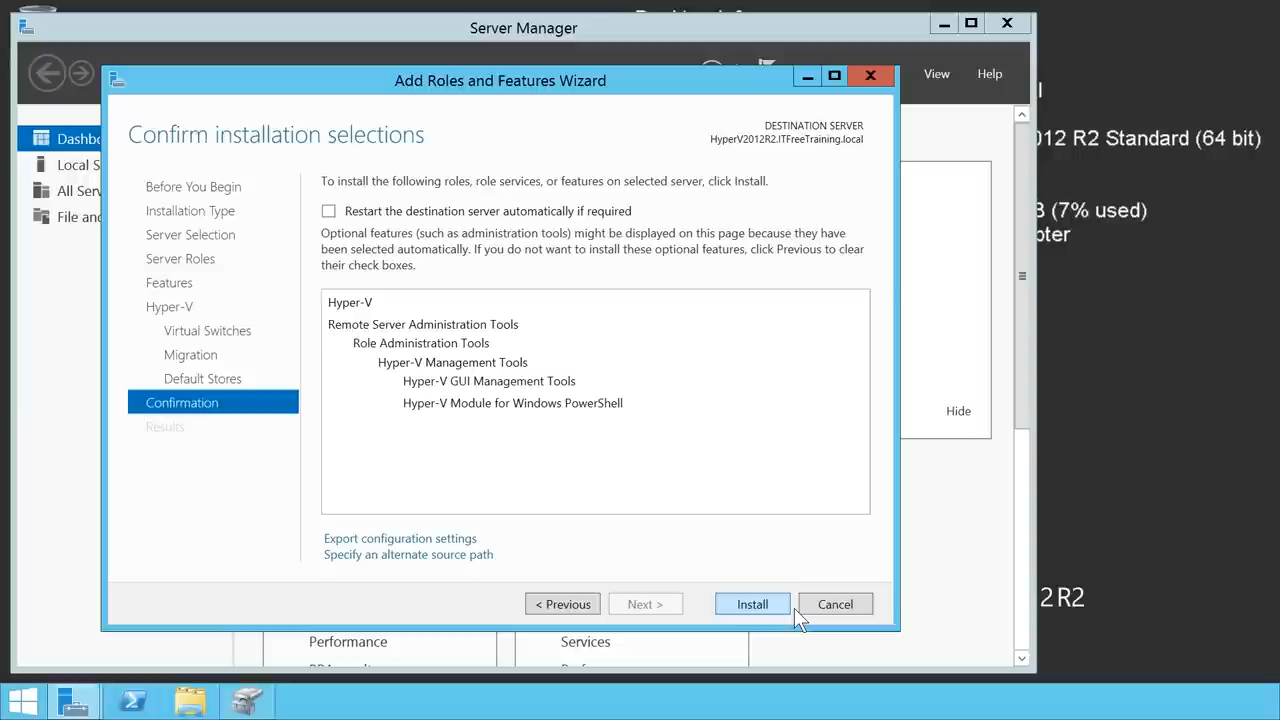 Server Manager
View
Help
Add Roles and Features Wizard
Confirm installation selections
DESTINATION SERVER
HyperV2012R2.ITFreeTraining.local
Before You Begin
Installation Type
Server Selection
Server Roles
Features
Hyper-V
Virtual Switches
Migration
Default Stores
Confirmation
Results
To install the following roles, role services, or features on selected server, click Install.
Restart the destination server automatically if required
Optional features (such as administration tools) might be displayed on this page because they have
been selected automatically. If you do not want to install these optional features, click Previous to clear
their check boxes.
Hyper-V
Remote Server Administration Tools
Role Administration Tools
Hyper-V Management Tools
Hyper-V GUI Management Tools
Hyper-V Module for Windows PowerShell
Export configuration settings
Specify an alternate source path
< Previous
Next >
Install
Cancel
Dashbo
Local S
All Serv
File and
Hide
Performance
Services
012 R2 Standard (64 bit)
B (7% used)
pter
2 R2